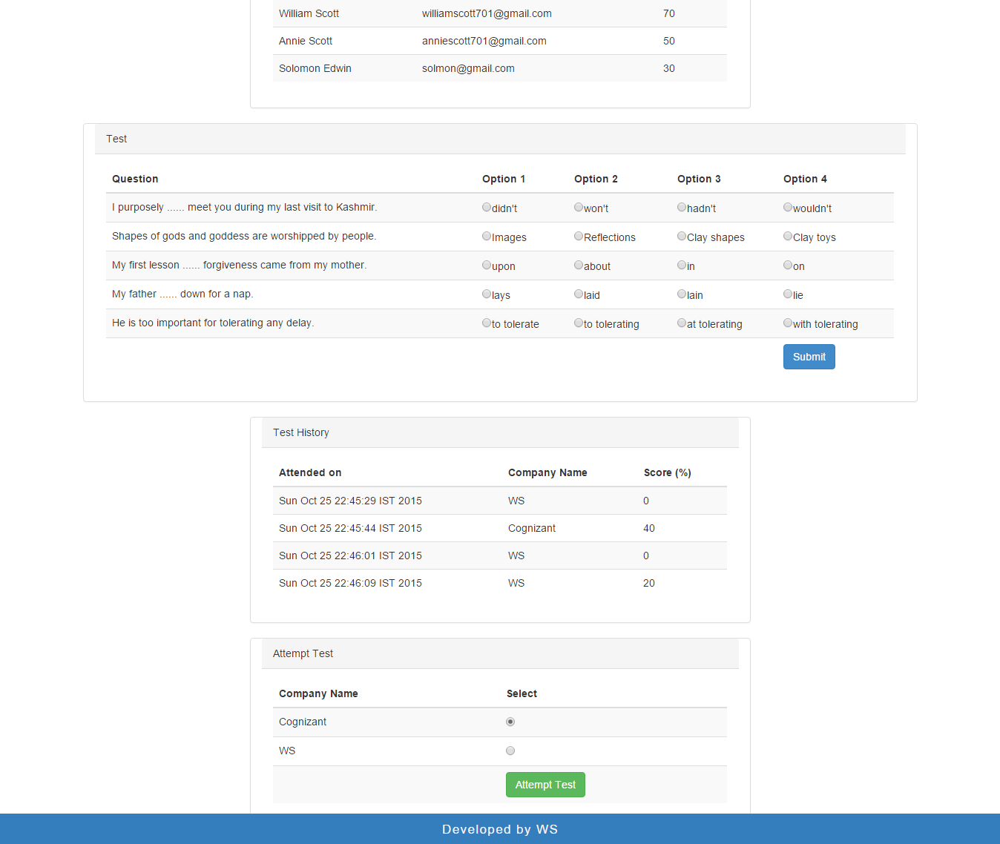 William Scott williamscott701@gmail.com 70
Annie Scott anniescott701@gmail.com 50
Solomon Edwin solmon@gmail.com 30
Test
Question Option 1 Option 2 Option 3 Option 4
I purposely ...... meet you during my last visit to Kashmir. didn't won't hadn't wouldn't
Shapes of gods and goddess are worshipped by people. Images Reflections Clay shapes Clay toys
My first lesson ...... forgiveness came from my mother. upon about in on
My father ...... down for a nap. lays laid lain lie
He is too important for tolerating any delay. to tolerate to tolerating at tolerating with tolerating
Submit
Test History
Attended on Company Name Score (%)
Sun Oct 25 22:45:29 IST 2015 WS 0
Sun Oct 25 22:45:44 IST 2015 Cognizant 40
Sun Oct 25 22:46:01 IST 2015 WS 0
Sun Oct 25 22:46:09 IST 2015 WS 20
Attempt Test
Company Name Select
Cognizant
WS
Attempt Test
Developed by WS